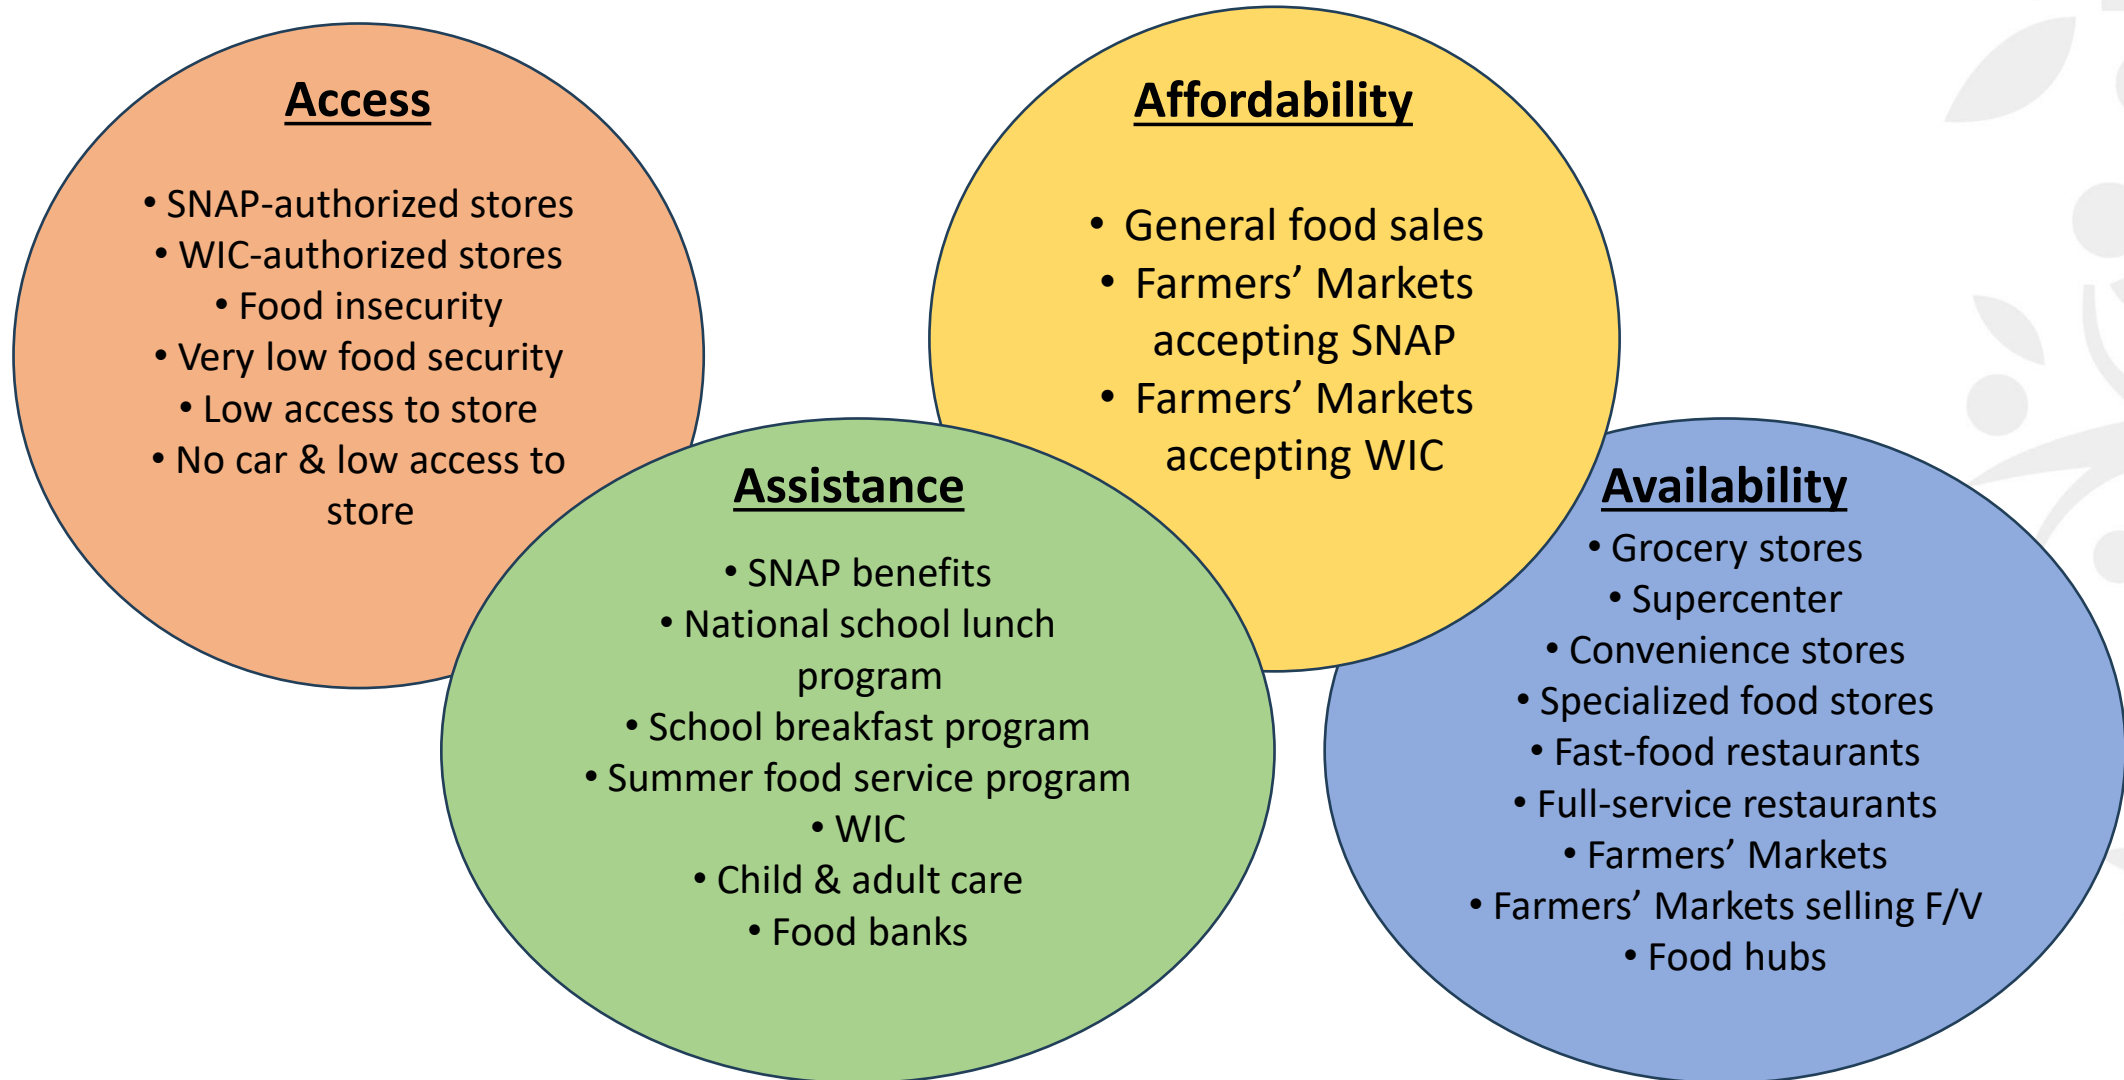 Access
• SNAP-authorized stores
• WIC-authorized stores
• Food insecurity
• Very low food security
• Low access to store
• No car & low access to
store
Assistance
• SNAP benefits
• National school lunch
program
• School breakfast program
• Summer food service program
• WIC
• Child & adult care
• Food banks
Affordability
• General food sales
• Farmers’ Markets
accepting SNAP
• Farmers’ Markets
accepting WIC
Availability
• Grocery stores
• Supercenter
• Convenience stores
• Specialized food stores
• Fast-food restaurants
• Full-service restaurants
• Farmers’ Markets
• Farmers’ Markets selling F/V
• Food hubs